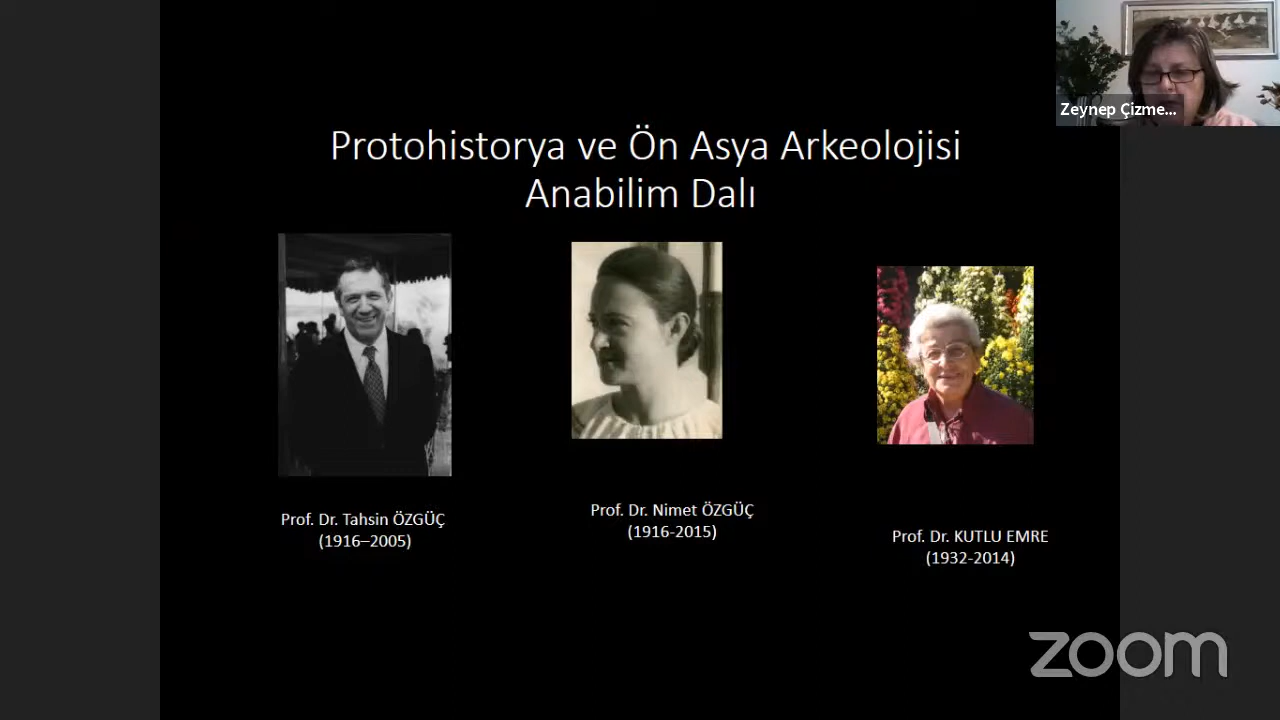 Zeynep Çizme...
Protohistorya ve Ön Asya Arkeolojisi
Anabilim Dalı
Prof. Dr. Tahsin ÖZGÜÇ
(1916–2005)
Prof. Dr. Nimet ÖZGÜÇ
(1916-2015)
Prof. Dr. KUTLU EMRE
(1932-2014)
zoom